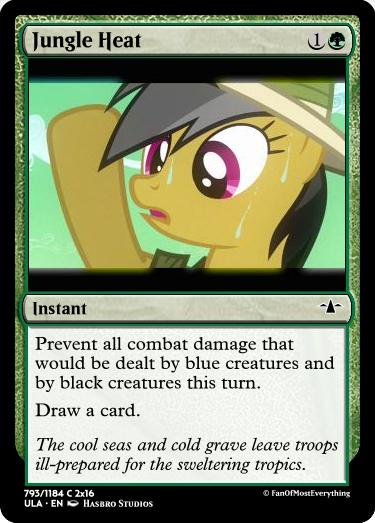 Jungle Heat 1
Instant
Prevent all combat damage that
would be dealt by blue creatures and
by black creatures this turn.
Draw a card.
The cool seas and cold grave leave troops
ill-prepared for the sweltering tropics.
793/1184 C 2x16
ULA • EN Hasbro Studios © FanOfMostEverything